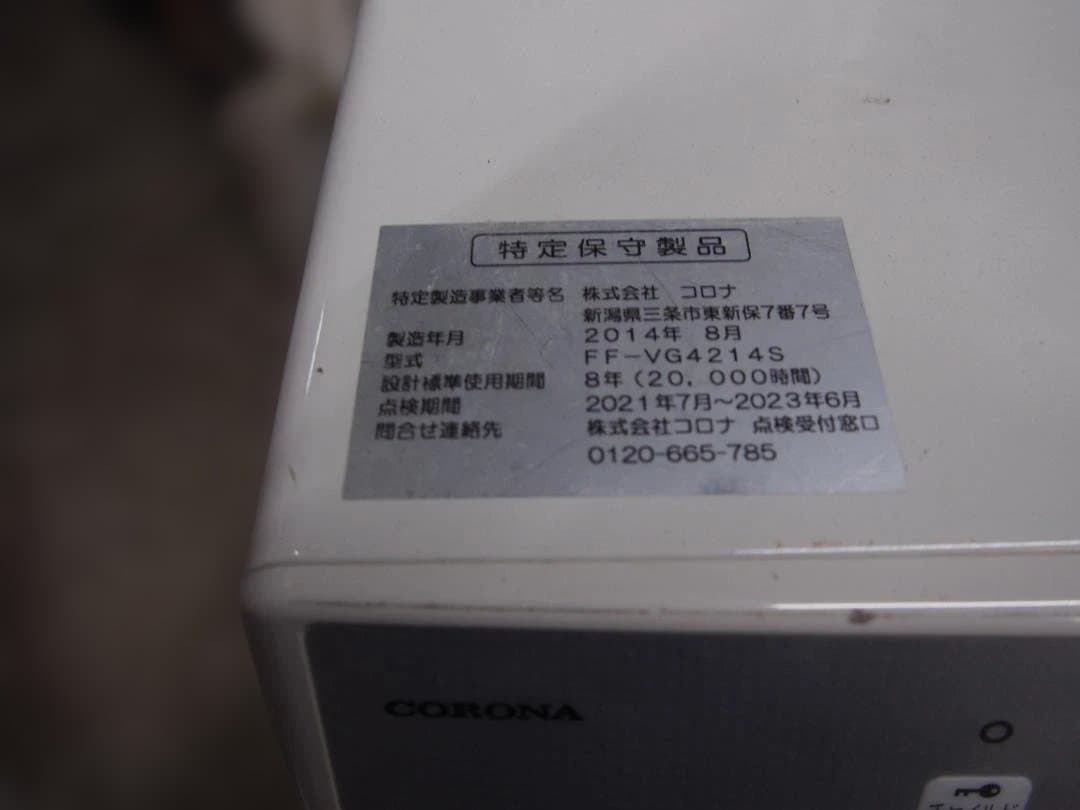 特定保守製品
特定製造事業者等名 株式会社 コロナ
新潟県三条市東新保7番7号
製造年月 2014年 8月
型式 FF-VG4214S
設計標準使用期間 8年(20,000時間)
点検期間 2021年7月~2023年6月
問合せ連絡先 株式会社コロナ 点検受付窓口
0120-665-785
CORONA